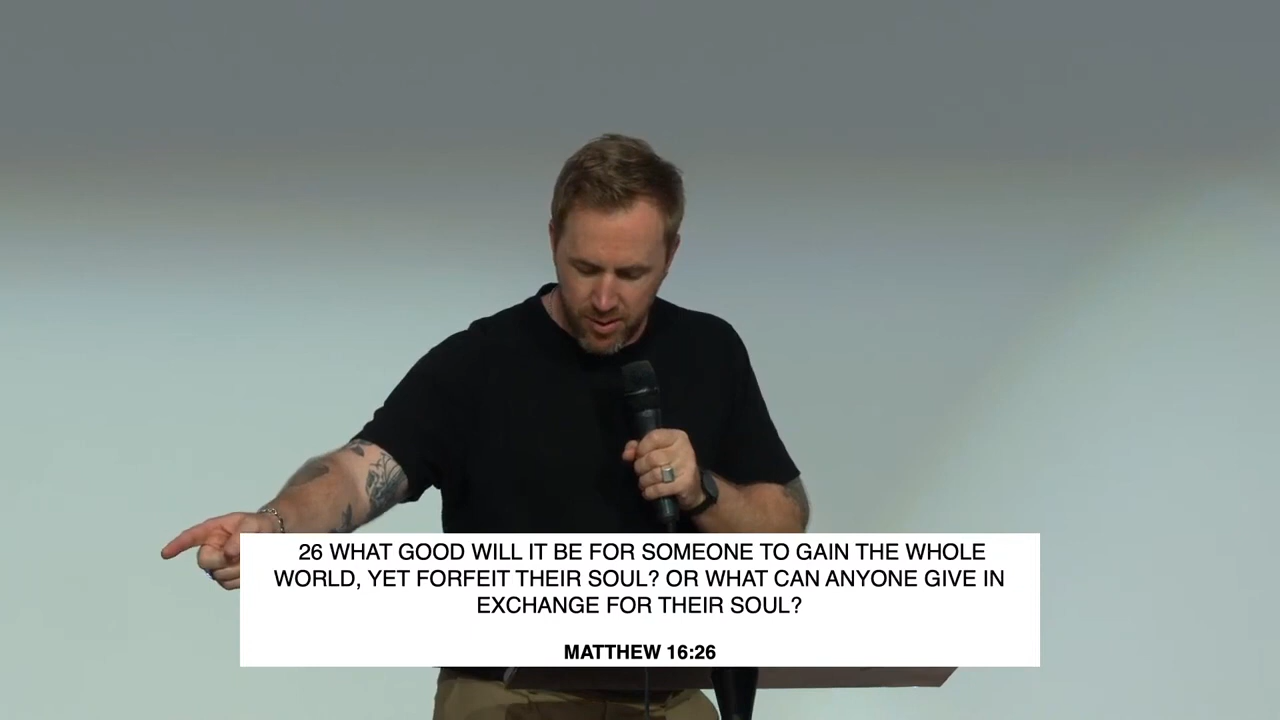 26 WHAT GOOD WILL IT BE FOR SOMEONE TO GAIN THE WHOLE
WORLD, YET FORFEIT THEIR SOUL? OR WHAT CAN ANYONE GIVE IN
EXCHANGE FOR THEIR SOUL?
MATTHEW 16:26